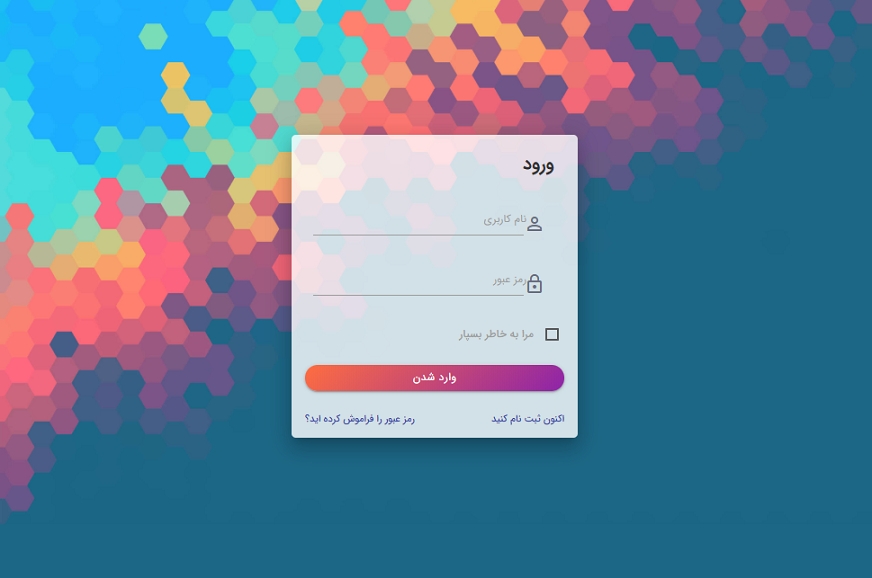 ورود
نام کاربری
رمز عبور
مرا به خاطر بسپار
وارد شدن
اکنون ثبت نام کنید
رمز عبور را فراموش کرده اید؟